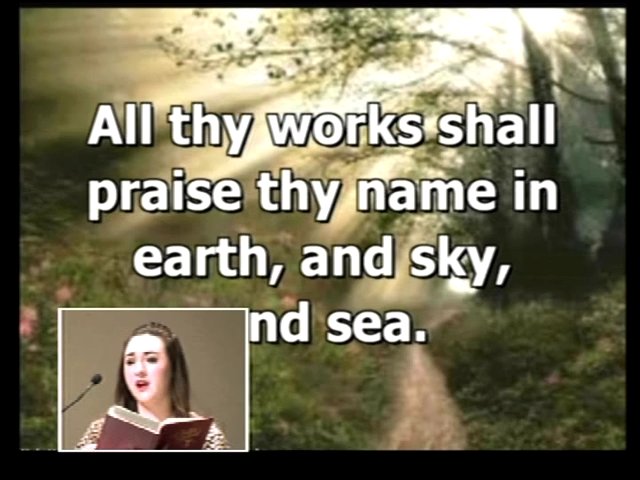 All thy works shall
praise thy name in
earth, and sky,
nd sea.